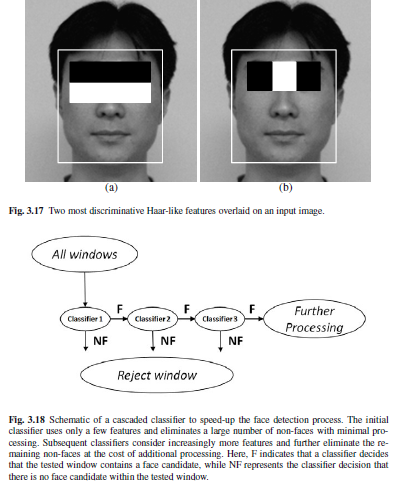 (a)
(b)
Fig. 3.17 Two most discriminative Haar-like features overlaid on an input image.
All windows
F
F
F
Classifier 1
Classifier 2
Classifier 3
Further
Processing
NF
NF
NF
Reject window
Fig. 3.18 Schematic of a cascaded classifier to speed-up the face detection process. The initial
classifier uses only a few features and eliminates a large number of non-faces with minimal pro-
cessing. Subsequent classifiers consider increasingly more features and further eliminate the re-
maining non-faces at the cost of additional processing. Here, F indicates that a classifier decides
that the tested window contains a face candidate, while NF represents the classifier decision that
there is no face candidate within the tested window.